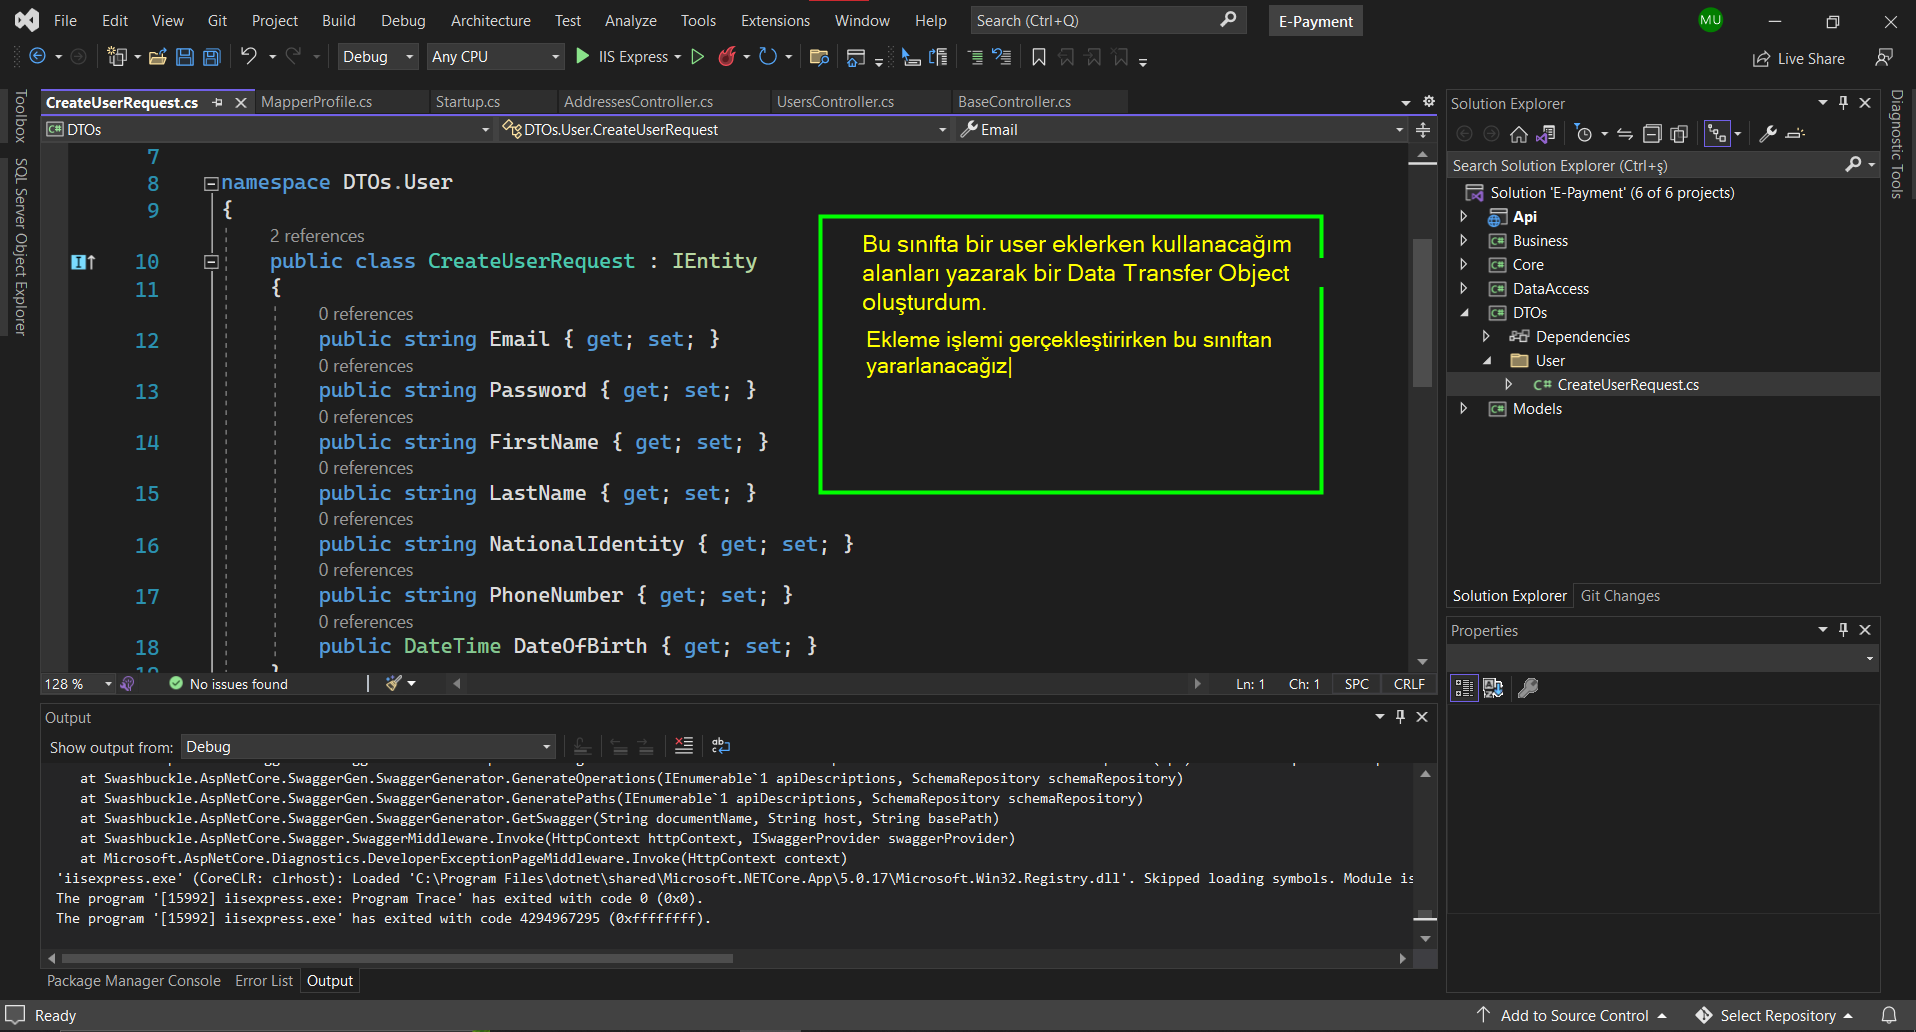 File Edit View Git Project Build Debug Architecture Test Analyze Tools Extensions Window Help Search (Ctrl+Q) E-Payment MU
Debug Any CPU IIS Express Live Share
CreateUserRequest.cs MapperProfile.cs Startup.cs AddressesController.cs UsersController.cs BaseController.cs
DTOs DTOs.User.CreateUserRequest Email
Toolbox
SQL Server Object Explorer
7
8 namespace DTOs.User
9 {
2 references
10 public class CreateUserRequest : IEntity
11 {
0 references
12 public string Email { get; set; }
0 references
13 public string Password { get; set; }
0 references
14 public string FirstName { get; set; }
0 references
15 public string LastName { get; set; }
0 references
16 public string NationalIdentity { get; set; }
0 references
17 public string PhoneNumber { get; set; }
0 references
18 public DateTime DateOfBirth { get; set; }
19 }
Bu sınıfta bir user eklerken kullanacağım
alanları yazarak bir Data Transfer Object
oluşturdum.
Ekleme işlemi gerçekleştirirken bu sınıftan
yararlanacağız
128 % No issues found Ln: 1 Ch: 1 SPC CRLF
Output
Show output from: Debug
at Swashbuckle.AspNetCore.SwaggerGen.SwaggerGenerator.GenerateOperations(IEnumerable`1 apiDescriptions, SchemaRepository schemaRepository)
at Swashbuckle.AspNetCore.SwaggerGen.SwaggerGenerator.GeneratePaths(IEnumerable`1 apiDescriptions, SchemaRepository schemaRepository)
at Swashbuckle.AspNetCore.SwaggerGen.SwaggerGenerator.GetSwagger(String documentName, String host, String basePath)
at Swashbuckle.AspNetCore.Swagger.SwaggerMiddleware.Invoke(HttpContext httpContext, ISwaggerProvider swaggerProvider)
at Microsoft.AspNetCore.Diagnostics.DeveloperExceptionPageMiddleware.Invoke(HttpContext context)
'iisexpress.exe' (CoreCLR: clrhost): Loaded 'C:\Program Files\dotnet\shared\Microsoft.NETCore.App\5.0.17\Microsoft.Win32.Registry.dll'. Skipped loading symbols. Module is
The program '[15992] iisexpress.exe: Program Trace' has exited with code 0 (0x0).
The program '[15992] iisexpress.exe' has exited with code 4294967295 (0xffffffff).
Package Manager Console Error List Output
Solution Explorer
Search Solution Explorer (Ctrl+ş)
Solution 'E-Payment' (6 of 6 projects)
Api
Business
Core
DataAccess
DTOs
Dependencies
User
CreateUserRequest.cs
Models
Solution Explorer Git Changes
Properties
Diagnostic Tools
Ready Add to Source Control Select Repository